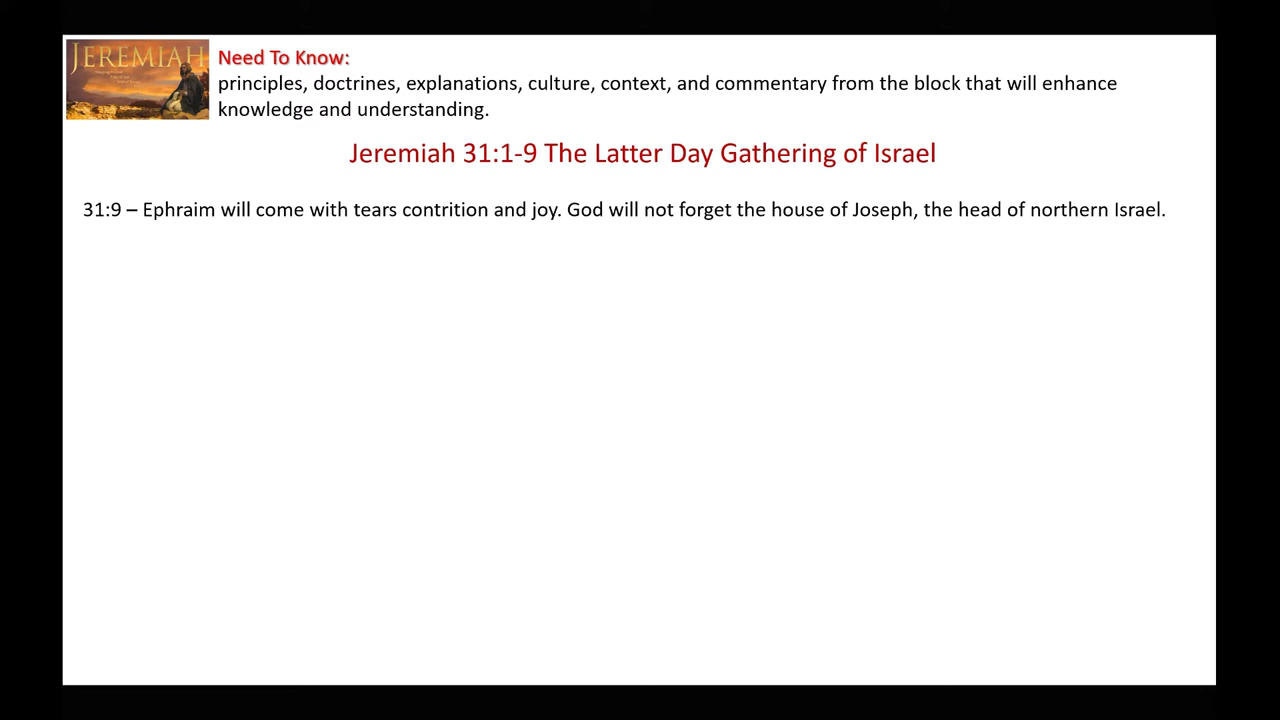 JEREMIAH
Need To Know:
principles, doctrines, explanations, culture, context, and commentary from the block that will enhance
knowledge and understanding.
Jeremiah 31:1-9 The Latter Day Gathering of Israel
31:9 – Ephraim will come with tears contrition and joy. God will not forget the house of Joseph, the head of northern Israel.